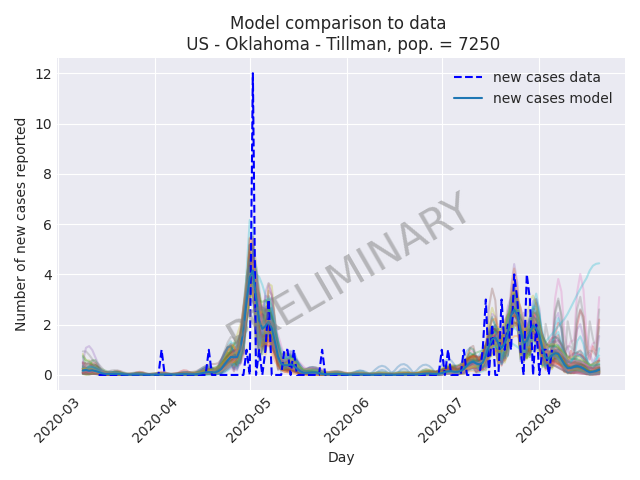 Model comparison to data
US - Oklahoma - Tillman, pop. = 7250
new cases data
new cases model
PRELIMINARY
Number of new cases reported
12
10
8
6
4
2
0
2020-03
2020-04
2020-05
2020-06
2020-07
2020-08
Day